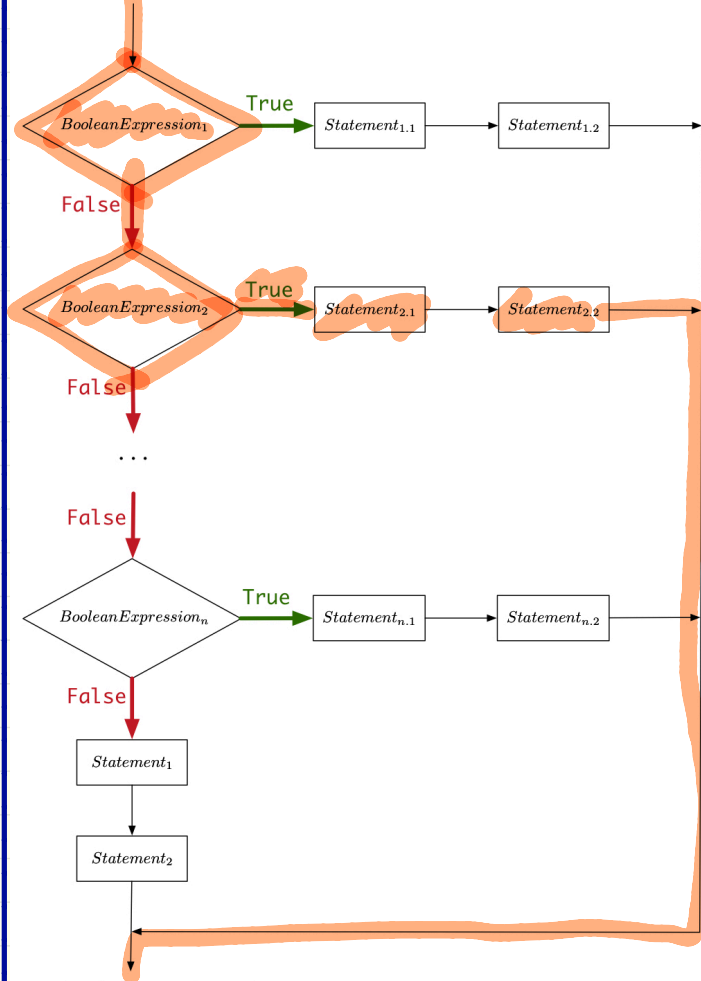 True
BooleanExpression₁ Statement₁.₁ Statement₁.₂
False
True
BooleanExpression₂ Statement₂.₁ Statement₂.₂
False
...
False
True
BooleanExpressionₙ Statementₙ.₁ Statementₙ.₂
False
Statement₁
Statement₂